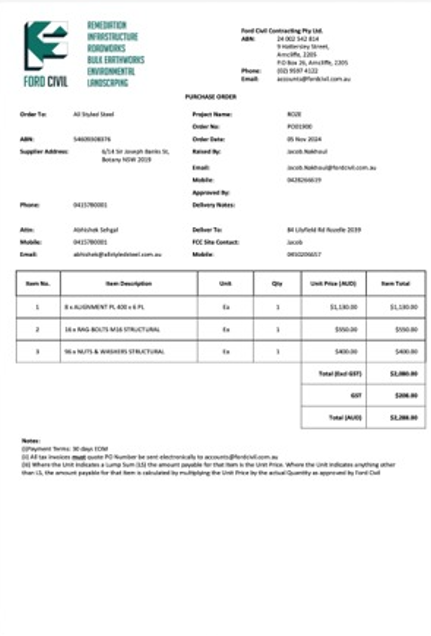 REMEDIATION
INFRASTRUCTURE
ROADWORKS
BULK EARTHWORKS
ENVIRONMENTAL
LANDSCAPING
FORD CIVIL
Ford Civil Contracting Pty Ltd.
ABN: 24 002 542 814
9 Hattersley Street,
Arncliffe, 2205
P O Box 26, Arncliffe, 2205
Phone: (02) 9597 4122
Email: accounts@fordcivil.com.au
PURCHASE ORDER
Order To: All Styled Steel Project Name: ROZE
Order No: PO01900
ABN: Order Date: 05 Nov 2024
Supplier Address: 6/14 Sir Joseph Banks St, Raised By: Jacob.Nakhoul
Botany NSW 2019
Email: Jacob.Nakhoul@fordcivil.com.au
Mobile: 0428266639
Approved By:
Phone: 0415780001 Delivery Notes:
Attn: Abhishek Sehgal Deliver To: 84 Lilyfield Rd Rozelle 2039
Mobile: 0415780001 FCC Site Contact: Jacob
Email: abhishek@allstyledsteel.com.au Mobile:
Item No. Item Description Unit Qty Unit Price (AUD) Item Total
1 8 x ALIGNMENT PL 400 x 6 PL Ea 1 $1,130.00 $1,130.00
2 16 x RAG BOLTS M16 STRUCTURAL Ea 1 $550.00 $550.00
3 96 x NUTS & WASHERS STRUCTURAL Ea 1 $400.00 $400.00
Total (Excl GST) $2,080.00
GST $208.00
Total (AUD) $2,288.00
Notes:
(i)Payment Terms: 30 days EOM
(ii) All tax invoices must quote PO Number be sent electronically to accounts@fordcivil.com.au
(iii) Where the Unit indicates a Lump Sum (LS) the amount payable for that Item is the Unit Price. Where the Unit indicates anything other
than LS, the amount payable for that item is calculated by multiplying the Unit Price by the actual Quantity as approved by Ford Civil